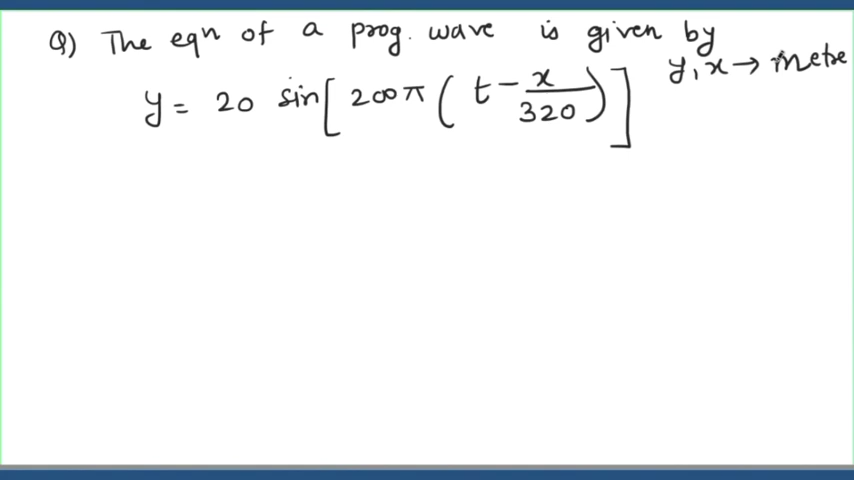 Q) The eqn of a prog. wave is given by
y = 20 sin[200π(t - x/320)] y, x → metre